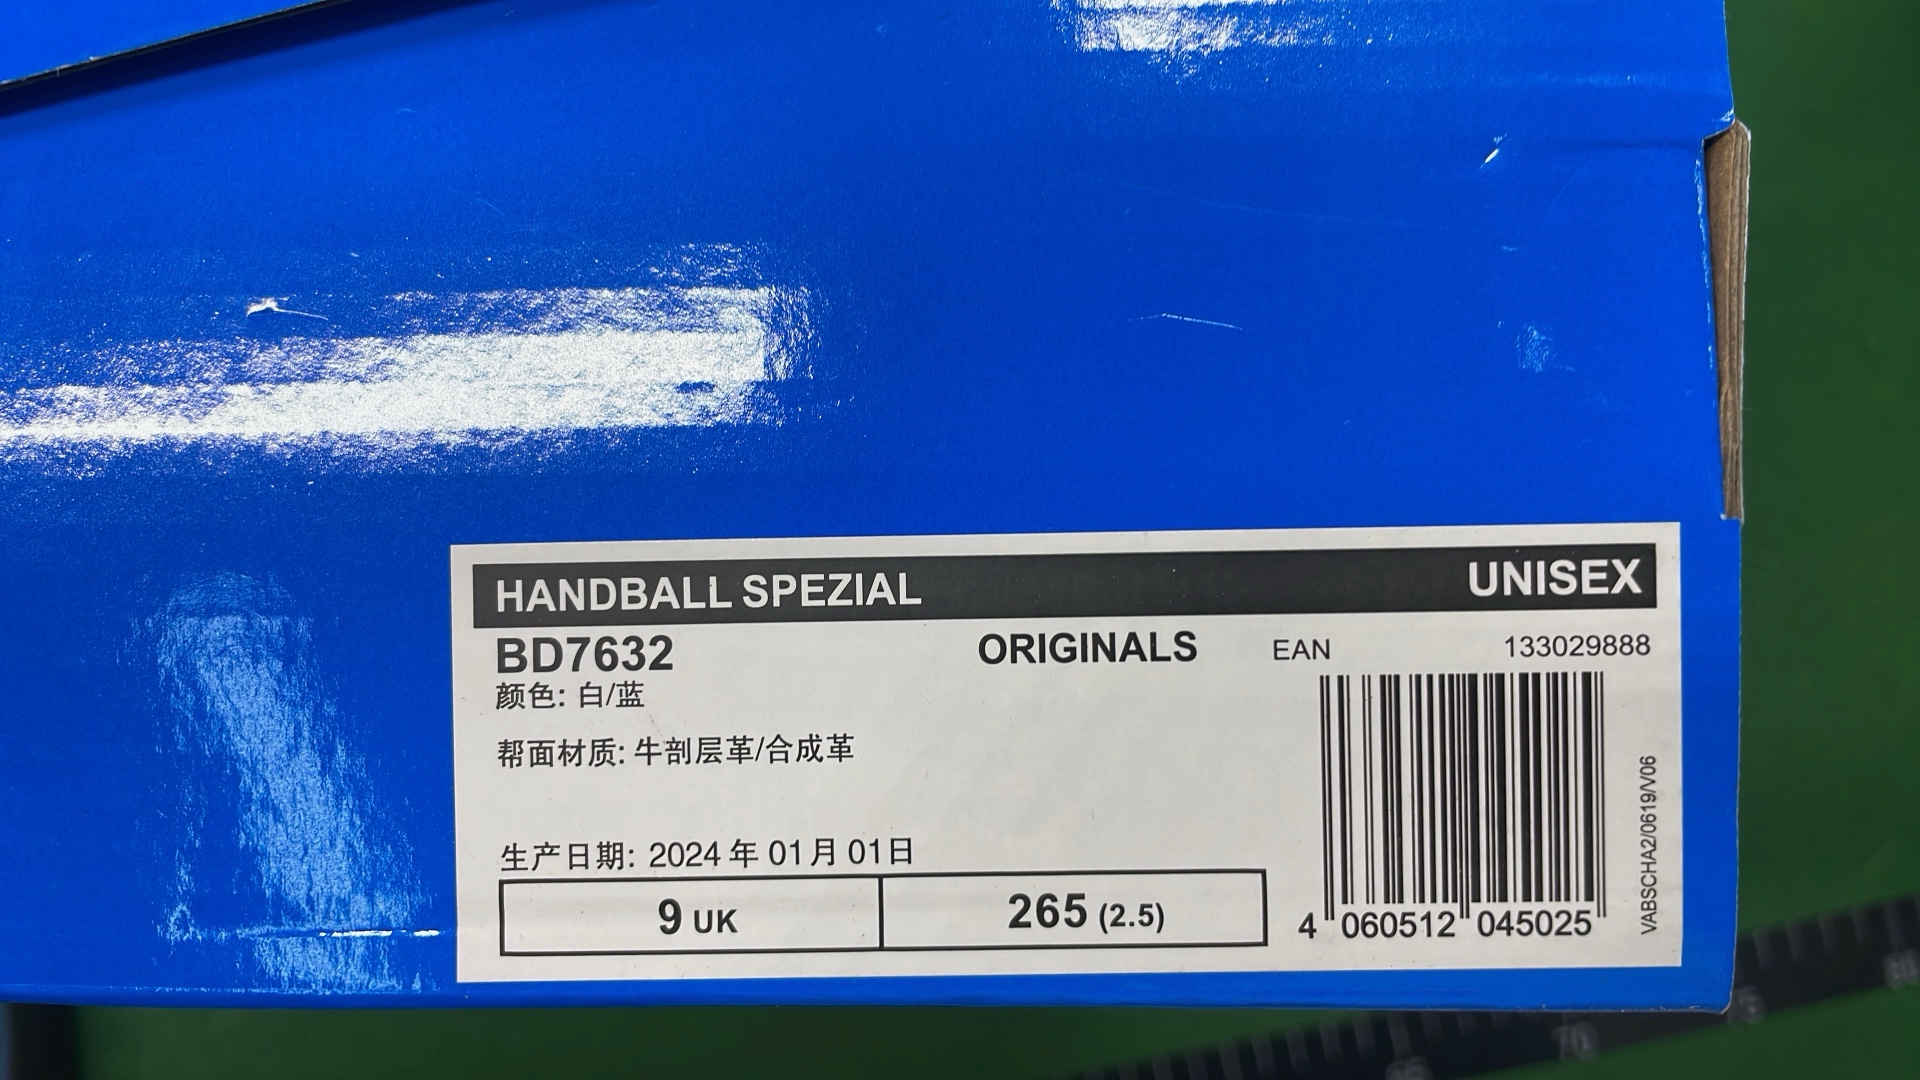 HANDBALL SPEZIAL UNISEX
BD7632 ORIGINALS EAN 133029888
颜色: 白/蓝
帮面材质: 牛剖层革/合成革
生产日期: 2024 年 01 月 01 日
9 UK 265 (2.5)
4 060512 045025
VABSCHA2/0619/V06
70